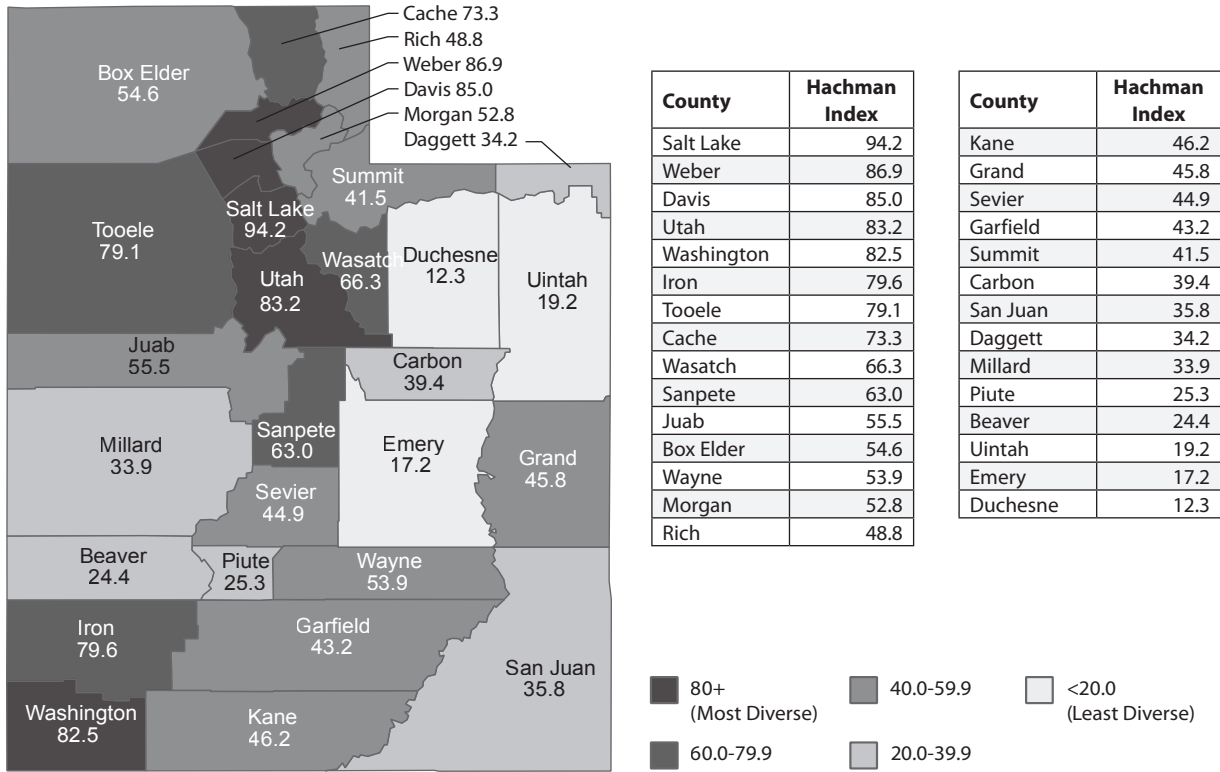 Cache 73.3
Rich 48.8
Weber 86.9
Davis 85.0
Morgan 52.8
Daggett 34.2
Box Elder
54.6
Summit
41.5
Salt Lake
94.2
Tooele
79.1
Wasatch
66.3
Duchesne
12.3
Uintah
19.2
Utah
83.2
Juab
55.5
Carbon
39.4
Millard
33.9
Sanpete
63.0
Emery
17.2
Grand
45.8
Sevier
44.9
Beaver
24.4
Piute
25.3
Wayne
53.9
Iron
79.6
Garfield
43.2
San Juan
35.8
Washington
82.5
Kane
46.2
County Hachman Index
Salt Lake 94.2
Weber 86.9
Davis 85.0
Utah 83.2
Washington 82.5
Iron 79.6
Tooele 79.1
Cache 73.3
Wasatch 66.3
Sanpete 63.0
Juab 55.5
Box Elder 54.6
Wayne 53.9
Morgan 52.8
Rich 48.8
County Hachman Index
Kane 46.2
Grand 45.8
Sevier 44.9
Garfield 43.2
Summit 41.5
Carbon 39.4
San Juan 35.8
Daggett 34.2
Millard 33.9
Piute 25.3
Beaver 24.4
Uintah 19.2
Emery 17.2
Duchesne 12.3
80+
(Most Diverse)
60.0-79.9
40.0-59.9
20.0-39.9
<20.0
(Least Diverse)